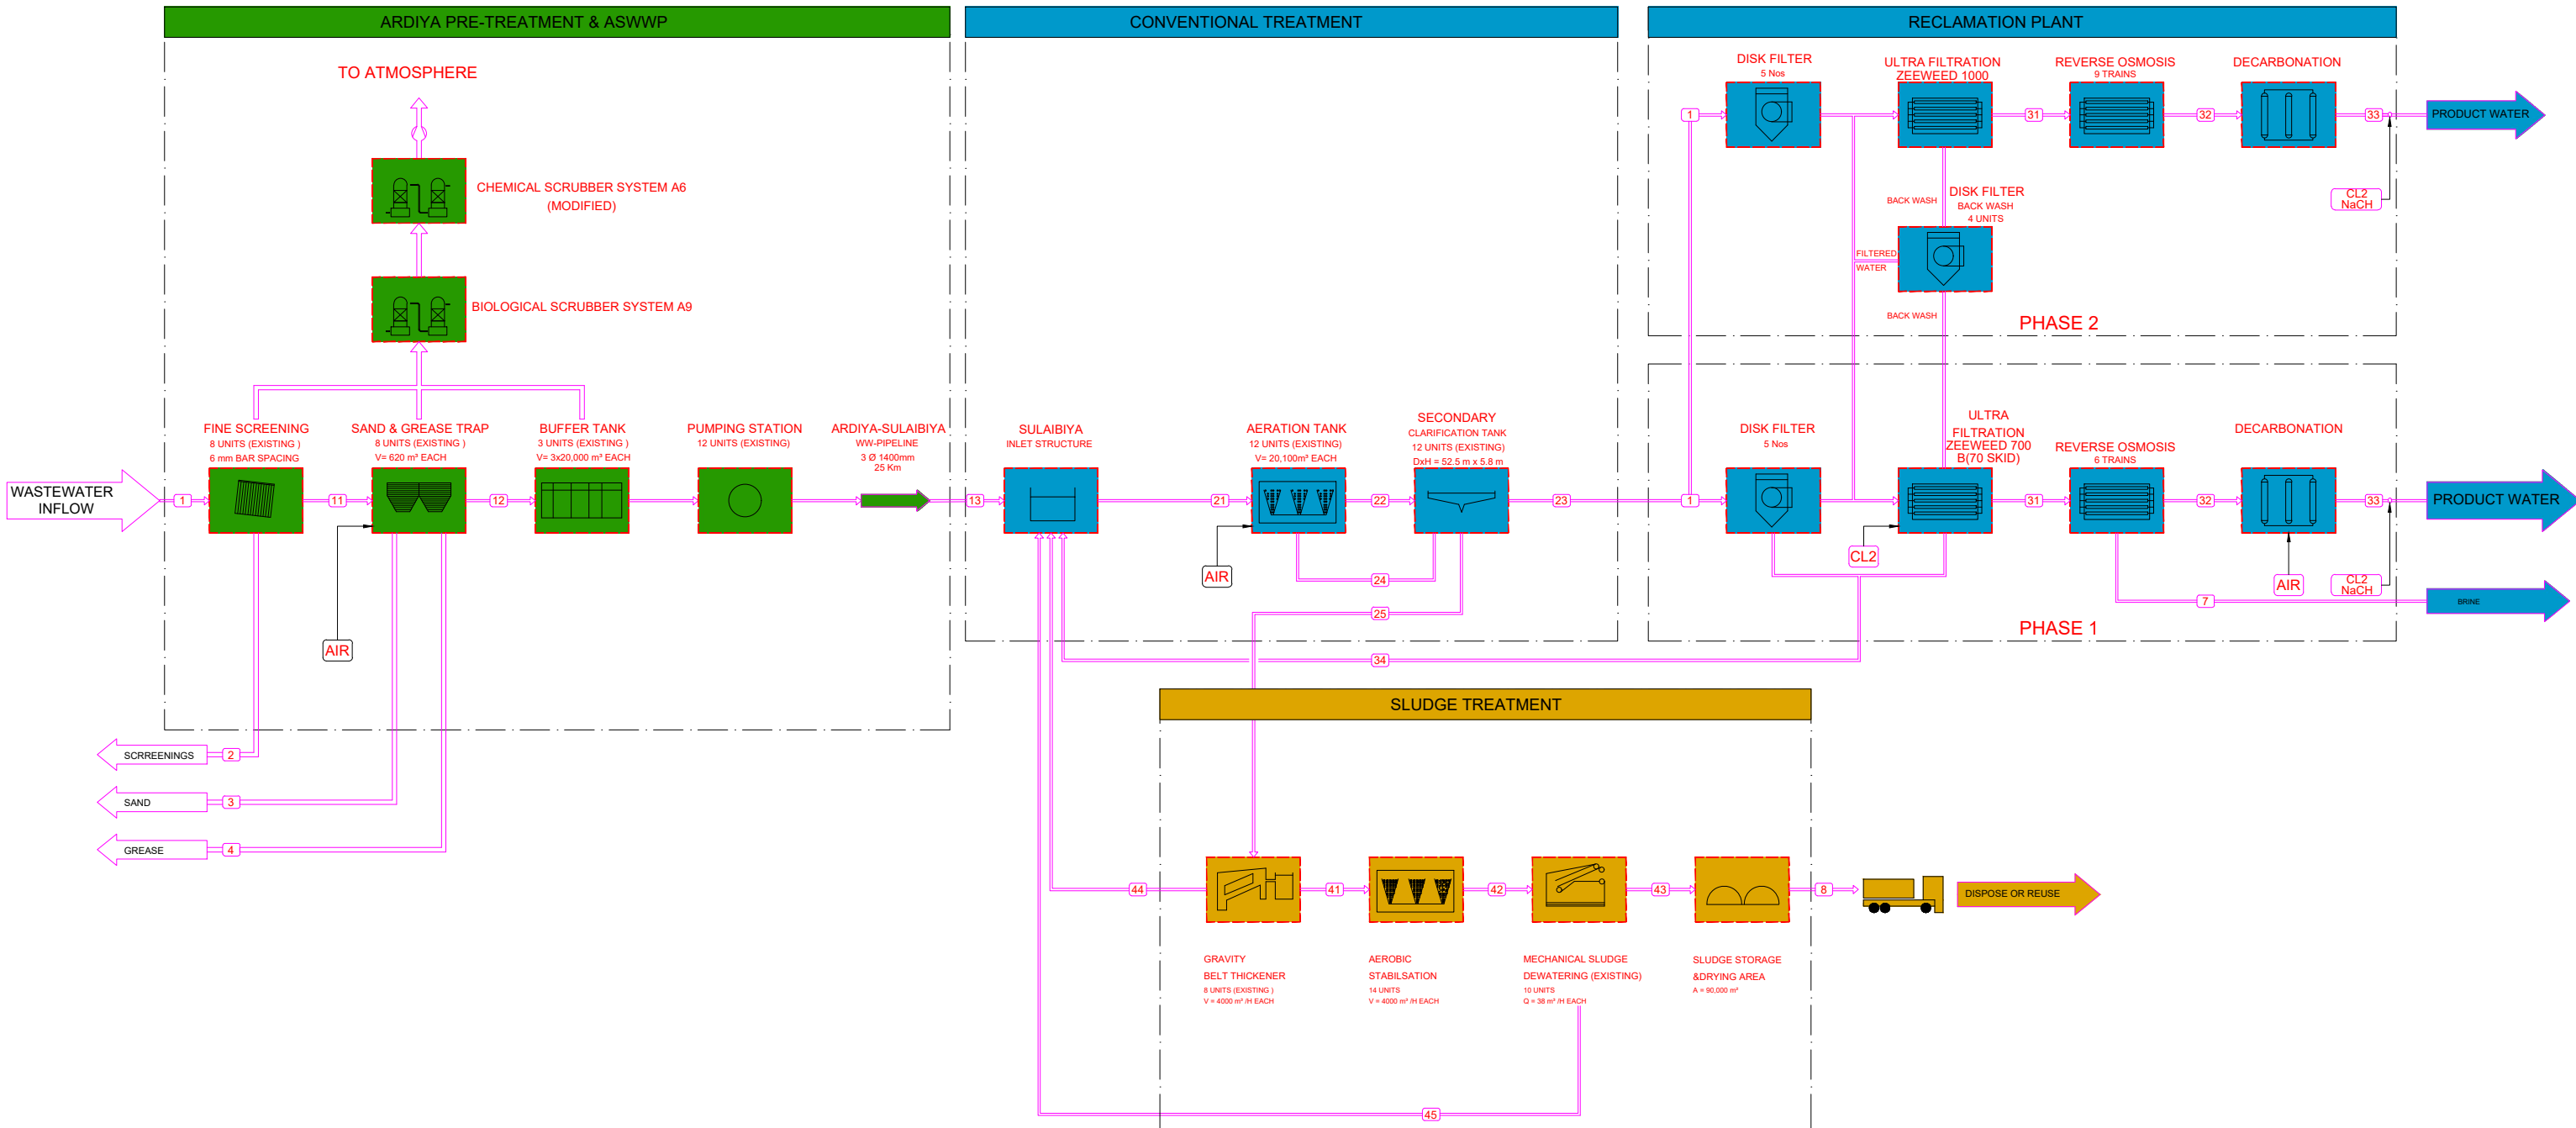 ARDIYA PRE-TREATMENT & ASWWP
CONVENTIONAL TREATMENT
RECLAMATION PLANT
TO ATMOSPHERE
CHEMICAL SCRUBBER SYSTEM A6
(MODIFIED)
BIOLOGICAL SCRUBBER SYSTEM A9
FINE SCREENING
8 UNITS (EXISTING )
6 mm BAR SPACING
SAND & GREASE TRAP
8 UNITS (EXISTING )
V= 620 m³ EACH
BUFFER TANK
3 UNITS (EXISTING )
V= 3x20,000 m³ EACH
PUMPING STATION
12 UNITS (EXISTING)
ARDIYA-SULAIBIYA
WW-PIPELINE
3 Ø 1400mm
25 Km
WASTEWATER
INFLOW
1
11
12
13
AIR
SCRREENINGS
2
SAND
3
GREASE
4
SULAIBIYA
INLET STRUCTURE
AERATION TANK
12 UNITS (EXISTING)
V= 20,100m³ EACH
SECONDARY
CLARIFICATION TANK
12 UNITS (EXISTING)
DxH = 52.5 m x 5.8 m
21
22
23
AIR
24
25
34
DISK FILTER
5 Nos
ULTRA FILTRATION
ZEEWEED 1000
REVERSE OSMOSIS
9 TRAINS
DECARBONATION
1
31
32
33
PRODUCT WATER
CL2
NaCH
BACK WASH
DISK FILTER
BACK WASH
4 UNITS
FILTERED
WATER
BACK WASH
PHASE 2
DISK FILTER
5 Nos
ULTRA
FILTRATION
ZEEWEED 700
B(70 SKID)
REVERSE OSMOSIS
6 TRAINS
DECARBONATION
1
31
32
33
PRODUCT WATER
CL2
AIR
CL2
NaCH
7
BRINE
PHASE 1
SLUDGE TREATMENT
44
41
42
43
8
DISPOSE OR REUSE
GRAVITY
BELT THICKENER
8 UNITS (EXISTING )
V = 4000 m³ /H EACH
AEROBIC
STABILSATION
14 UNITS
V = 4000 m³ /H EACH
MECHANICAL SLUDGE
DEWATERING (EXISTING)
10 UNITS
Q = 38 m³ /H EACH
SLUDGE STORAGE
&DRYING AREA
A = 90,000 m²
45